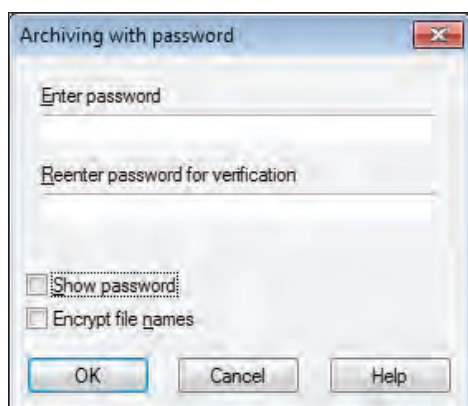 Archiving with password
Enter password
Reenter password for verification
Show password
Encrypt file names
OK Cancel Help